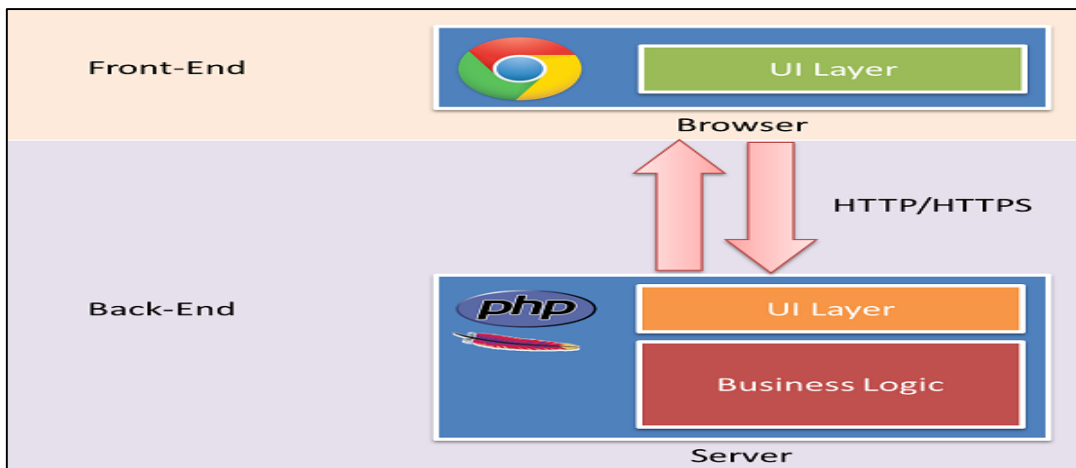 Front-End
UI Layer
Browser
HTTP/HTTPS
Back-End
php
UI Layer
Business Logic
Server